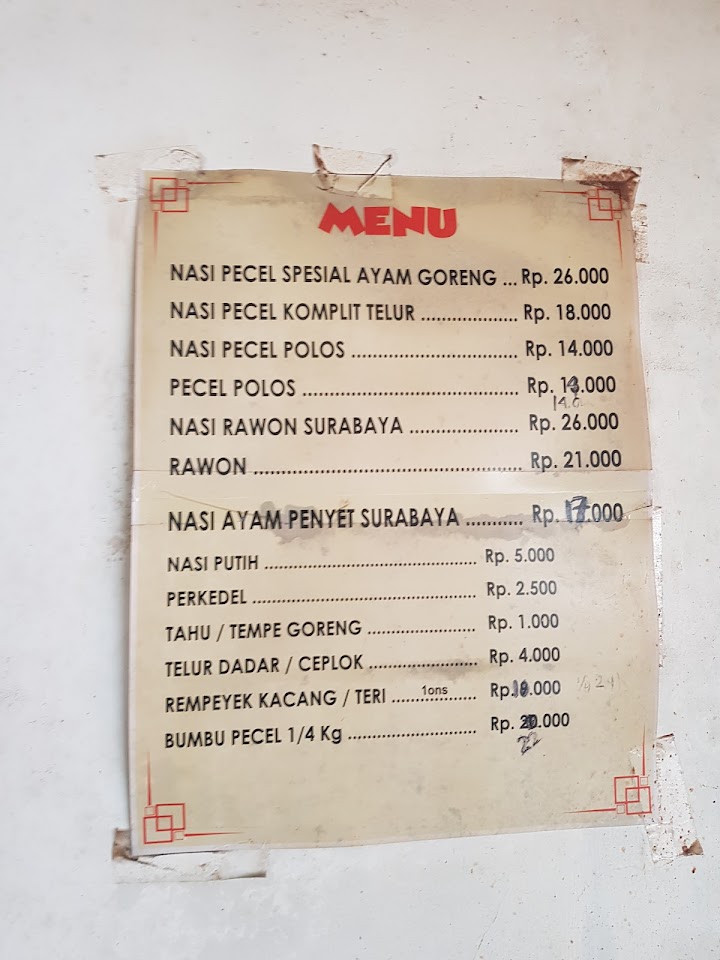 MENU
NASI PECEL SPESIAL AYAM GORENG ... Rp. 26.000
NASI PECEL KOMPLIT TELUR ................... Rp. 18.000
NASI PECEL POLOS ................................. Rp. 14.000
PECEL POLOS ........................................... Rp. 13.000
14.0
NASI RAWON SURABAYA ...................... Rp. 26.000
RAWON ..................................................... Rp. 21.000
NASI AYAM PENYET SURABAYA ........... Rp. 17.000
NASI PUTIH ............................................. Rp. 5.000
PERKEDEL ............................................... Rp. 2.500
TAHU / TEMPE GORENG ...................... Rp. 1.000
TELUR DADAR / CEPLOK ...................... Rp. 4.000
REMPEYEK KACANG / TERI ....1ons.... Rp. .000
BUMBU PECEL 1/4 Kg .......................... Rp. 20.000
22